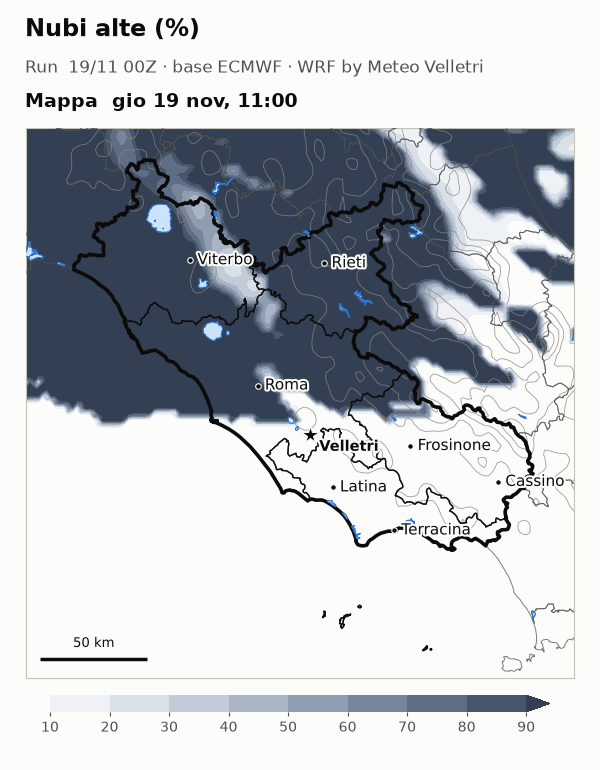 Nubi alte (%)
Run  19/11 00Z · base ECMWF · WRF by Meteo Velletri
Mappa  gio 19 nov, 11:00
Viterbo
Rieti
Roma
Velletri
Frosinone
Latina
Cassino
Terracina
50 km
10 20 30 40 50 60 70 80 90